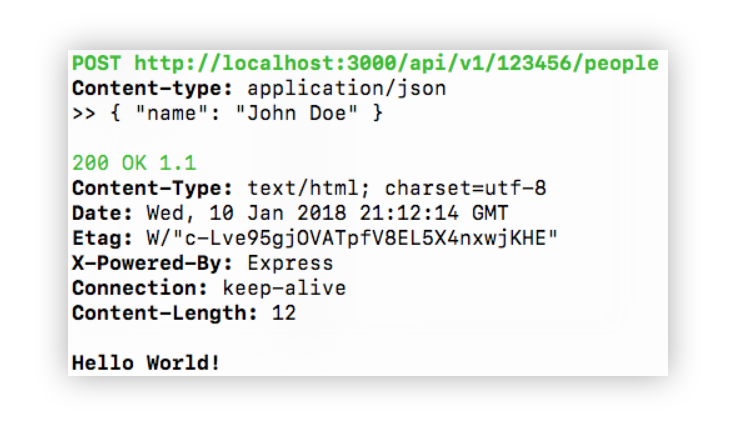 POST http://localhost:3000/api/v1/123456/people
Content-type: application/json
>> { "name": "John Doe" }
200 OK 1.1
Content-Type: text/html; charset=utf-8
Date: Wed, 10 Jan 2018 21:12:14 GMT
Etag: W/"c-Lve95gjOVATpfV8EL5X4nxwjKHE"
X-Powered-By: Express
Connection: keep-alive
Content-Length: 12
Hello World!